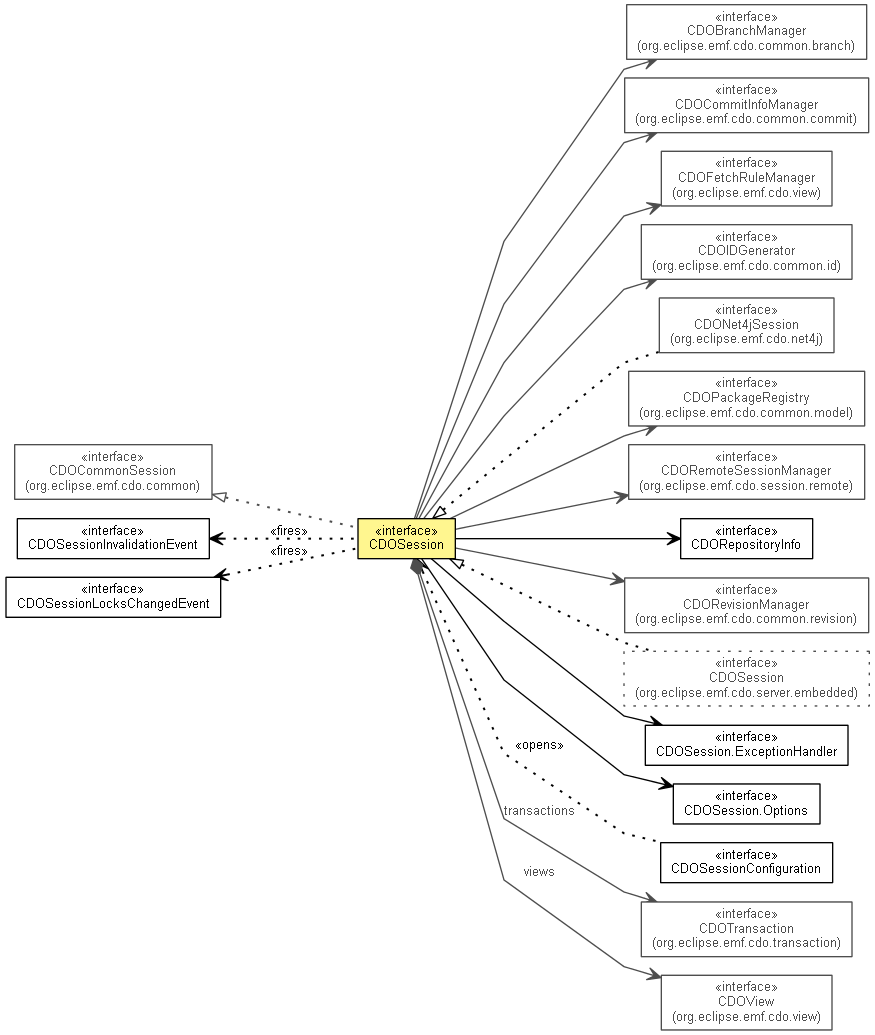 «interface»
CDOBranchManager
(org.eclipse.emf.cdo.common.branch)
«interface»
CDOCommitInfoManager
(org.eclipse.emf.cdo.common.commit)
«interface»
CDOFetchRuleManager
(org.eclipse.emf.cdo.view)
«interface»
CDOIDGenerator
(org.eclipse.emf.cdo.common.id)
«interface»
CDONet4jSession
(org.eclipse.emf.cdo.net4j)
«interface»
CDOPackageRegistry
(org.eclipse.emf.cdo.common.model)
«interface»
CDOCommonSession
(org.eclipse.emf.cdo.common)
«interface»
CDORemoteSessionManager
(org.eclipse.emf.cdo.session.remote)
«interface»
CDOSessionInvalidationEvent
«fires»
«fires»
«interface»
CDOSession
«interface»
CDORepositoryInfo
«interface»
CDOSessionLocksChangedEvent
«interface»
CDORevisionManager
(org.eclipse.emf.cdo.common.revision)
«interface»
CDOSession
(org.eclipse.emf.cdo.server.embedded)
«interface»
CDOSession.ExceptionHandler
«opens»
«interface»
CDOSession.Options
transactions
«interface»
CDOSessionConfiguration
views
«interface»
CDOTransaction
(org.eclipse.emf.cdo.transaction)
«interface»
CDOView
(org.eclipse.emf.cdo.view)